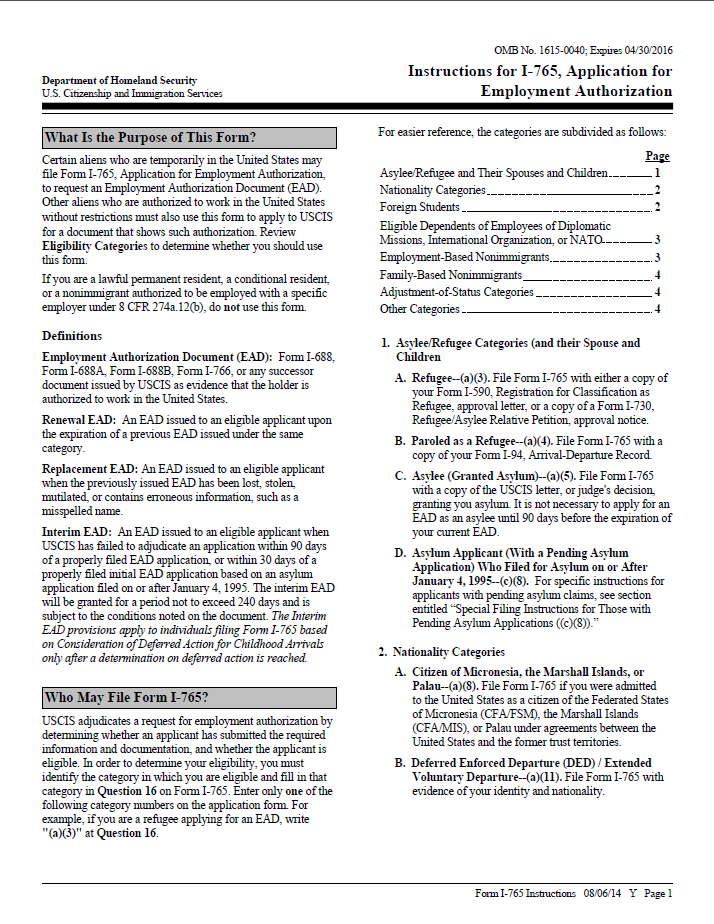 OMB No. 1615-0040; Expires 04/30/2016
Department of Homeland Security
U.S. Citizenship and Immigration Services
Instructions for I-765, Application for
Employment Authorization
What Is the Purpose of This Form?
Certain aliens who are temporarily in the United States may
file Form I-765, Application for Employment Authorization,
to request an Employment Authorization Document (EAD).
Other aliens who are authorized to work in the United States
without restrictions must also use this form to apply to USCIS
for a document that shows such authorization. Review
Eligibility Categories to determine whether you should use
this form.
If you are a lawful permanent resident, a conditional resident,
or a nonimmigrant authorized to be employed with a specific
employer under 8 CFR 274a.12(b), do not use this form.
Definitions
Employment Authorization Document (EAD): Form I-688,
Form I-688A, Form I-688B, Form I-766, or any successor
document issued by USCIS as evidence that the holder is
authorized to work in the United States.
Renewal EAD: An EAD issued to an eligible applicant upon
the expiration of a previous EAD issued under the same
category.
Replacement EAD: An EAD issued to an eligible applicant
when the previously issued EAD has been lost, stolen,
mutilated, or contains erroneous information, such as a
misspelled name.
Interim EAD: An EAD issued to an eligible applicant when
USCIS has failed to adjudicate an application within 90 days
of a properly filed EAD application, or within 30 days of a
properly filed initial EAD application based on an asylum
application filed on or after January 4, 1995. The interim EAD
will be granted for a period not to exceed 240 days and is
subject to the conditions noted on the document. The Interim
EAD provisions apply to individuals filing Form I-765 based
on Consideration of Deferred Action for Childhood Arrivals
only after a determination on deferred action is reached.
Who May File Form I-765?
USCIS adjudicates a request for employment authorization by
determining whether an applicant has submitted the required
information and documentation, and whether the applicant is
eligible. In order to determine your eligibility, you must
identify the category in which you are eligible and fill in that
category in Question 16 on Form I-765. Enter only one of the
following category numbers on the application form. For
example, if you are a refugee applying for an EAD, write
"(a)(3)" at Question 16.
For easier reference, the categories are subdivided as follows:
Page
Asylee/Refugee and Their Spouses and Children 1
Nationality Categories 2
Foreign Students 2
Eligible Dependents of Employees of Diplomatic
Missions, International Organization, or NATO 3
Employment-Based Nonimmigrants 3
Family-Based Nonimmigrants 4
Adjustment-of-Status Categories 4
Other Categories 4
1. Asylee/Refugee Categories (and their Spouse and
Children
A. Refugee--(a)(3). File Form I-765 with either a copy of
your Form I-590, Registration for Classification as
Refugee, approval letter, or a copy of a Form I-730,
Refugee/Asylee Relative Petition, approval notice.
B. Paroled as a Refugee--(a)(4). File Form I-765 with a
copy of your Form I-94, Arrival-Departure Record.
C. Asylee (Granted Asylum)--(a)(5). File Form I-765
with a copy of the USCIS letter, or judge's decision,
granting you asylum. It is not necessary to apply for an
EAD as an asylee until 90 days before the expiration of
your current EAD.
D. Asylum Applicant (With a Pending Asylum
Application) Who Filed for Asylum on or After
January 4, 1995--(c)(8). For specific instructions for
applicants with pending asylum claims, see section
entitled “Special Filing Instructions for Those with
Pending Asylum Applications ((c)(8)).”
2. Nationality Categories
A. Citizen of Micronesia, the Marshall Islands, or
Palau--(a)(8). File Form I-765 if you were admitted
to the United States as a citizen of the Federated States
of Micronesia (CFA/FSM), the Marshall Islands
(CFA/MIS), or Palau under agreements between the
United States and the former trust territories.
B. Deferred Enforced Departure (DED) / Extended
Voluntary Departure--(a)(11). File Form I-765 with
evidence of your identity and nationality.
Form I-765 Instructions 08/06/14 Y Page 1